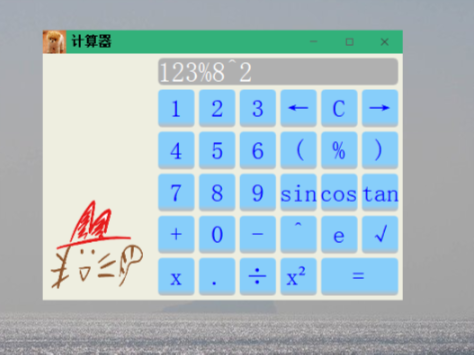 计算器
123%8^2
1 2 3 ← C →
4 5 6 ( % )
7 8 9 sin cos tan
+ 0 - ^ e √
x . ÷ x² =